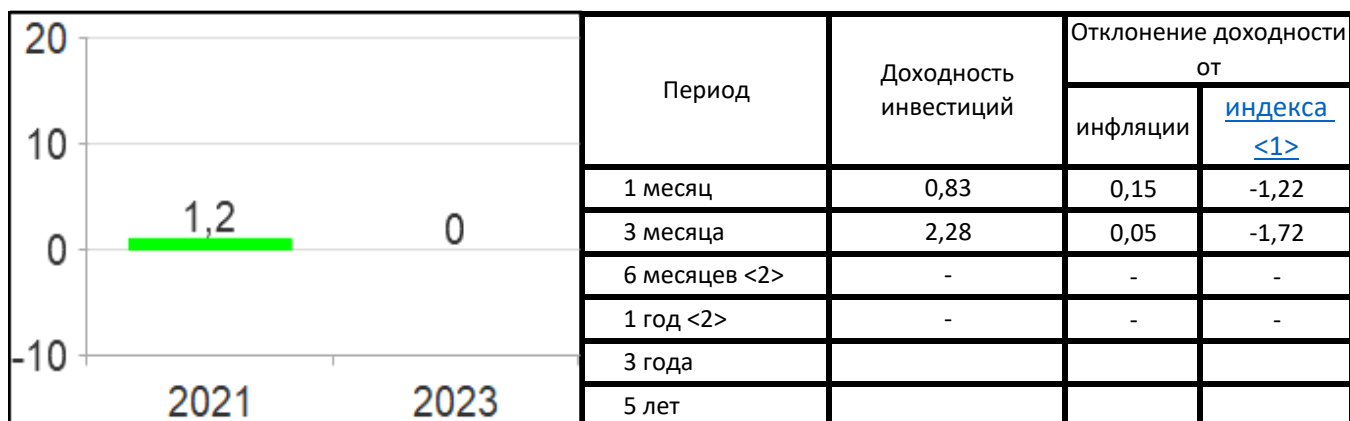 20
10
0
-10
1,2
0
2021 2023
Период
Доходность
инвестиций
Отклонение доходности
от
инфляции
индекса
<1>
1 месяц 0,83 0,15 -1,22
3 месяца 2,28 0,05 -1,72
6 месяцев <2> - - -
1 год <2> - - -
3 года
5 лет